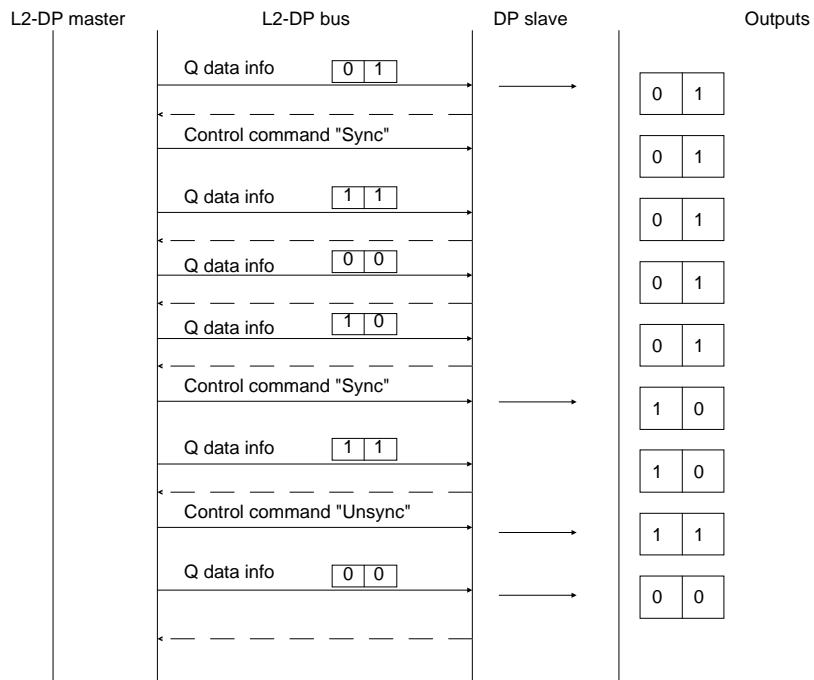 L2-DP master L2-DP bus DP slave Outputs
Q data info 0 1
0 1
Control command "Sync"
0 1
Q data info 1 1
0 1
Q data info 0 0
0 1
Q data info 1 0
0 1
Control command "Sync"
1 0
Q data info 1 1
1 0
Control command "Unsync"
1 1
Q data info 0 0
0 0